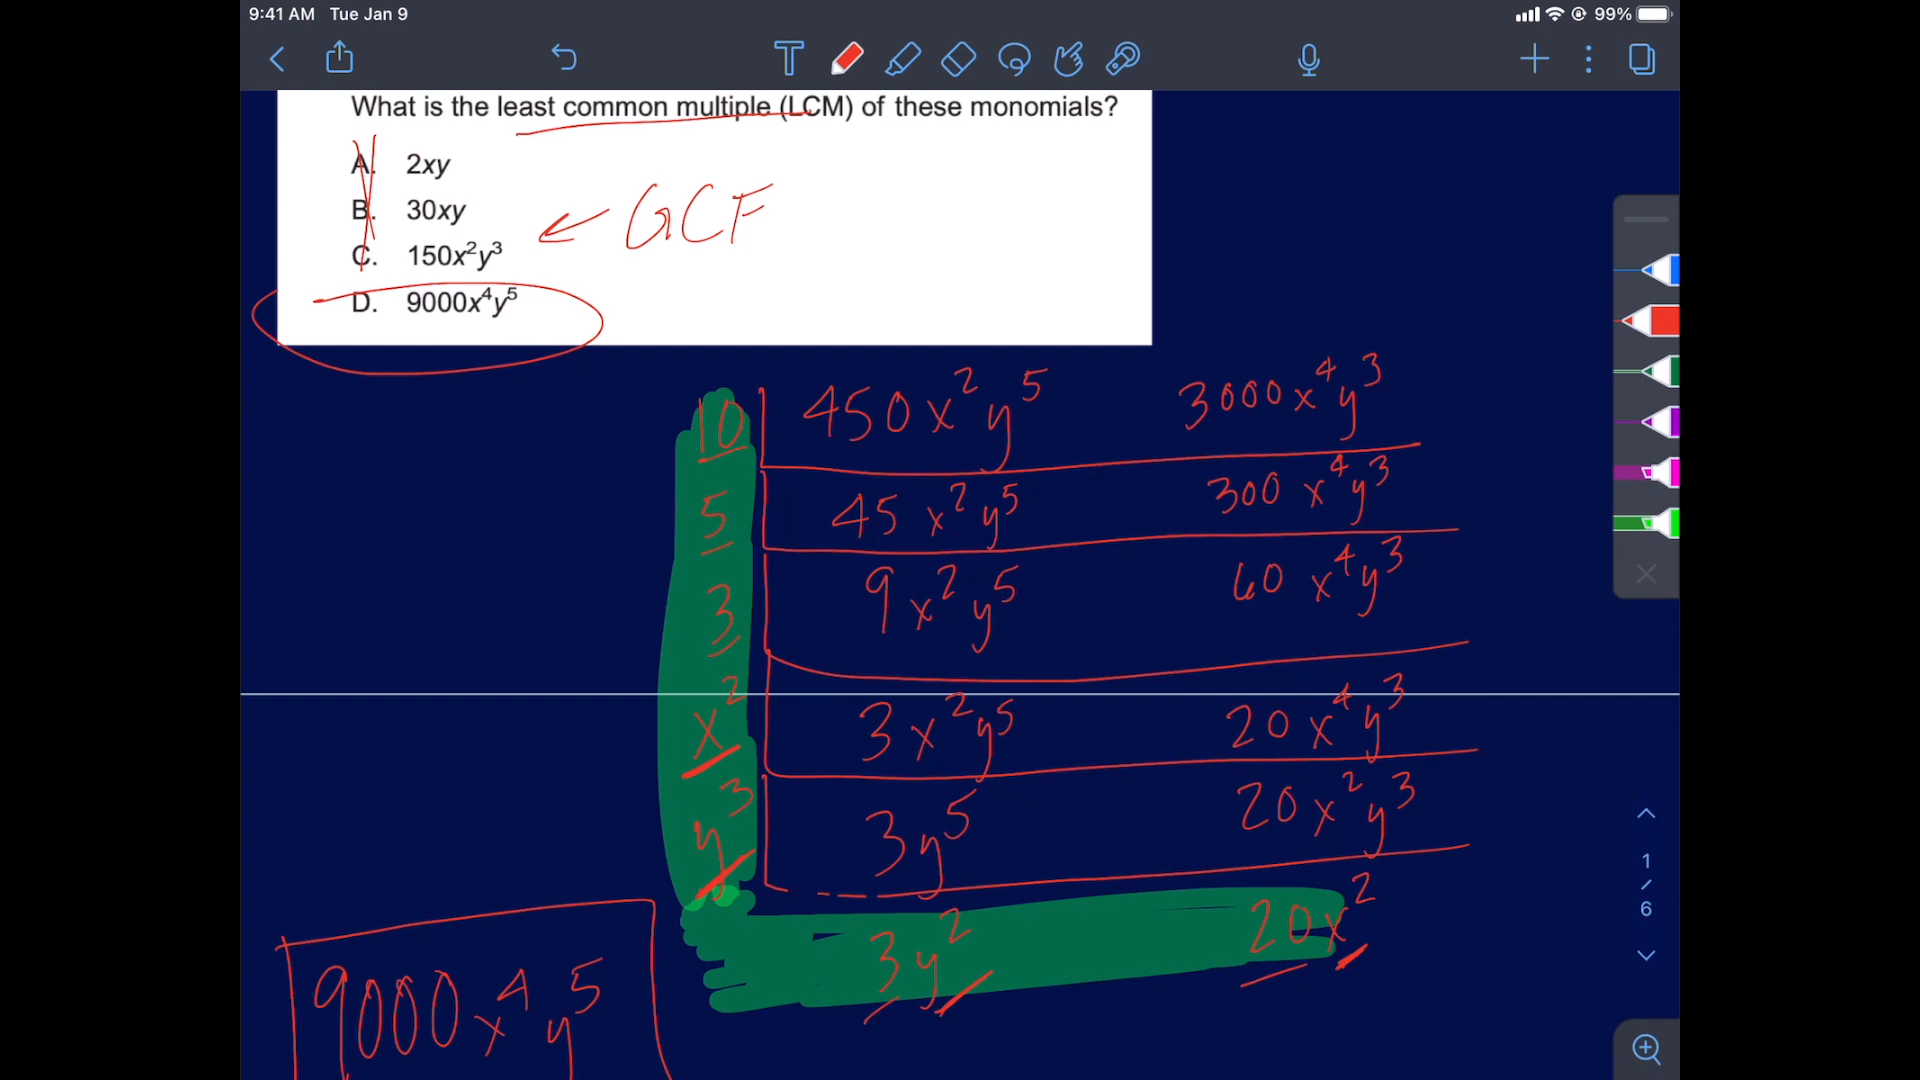 9:41 AM Tue Jan 9 99%
What is the least common multiple (LCM) of these monomials?
A. 2xy
B. 30xy
C. 150x²y³
← GCF
D. 9000x⁴y⁵
10 450x²y⁵ 3000x⁴y³
5 45x²y⁵ 300x⁴y³
3 9x²y⁵ 60x⁴y³
x² 3x²y⁵ 20x⁴y³
y³ 3y⁵ 20x²y³
3y² 20x²
9000x⁴y⁵
1
/
6